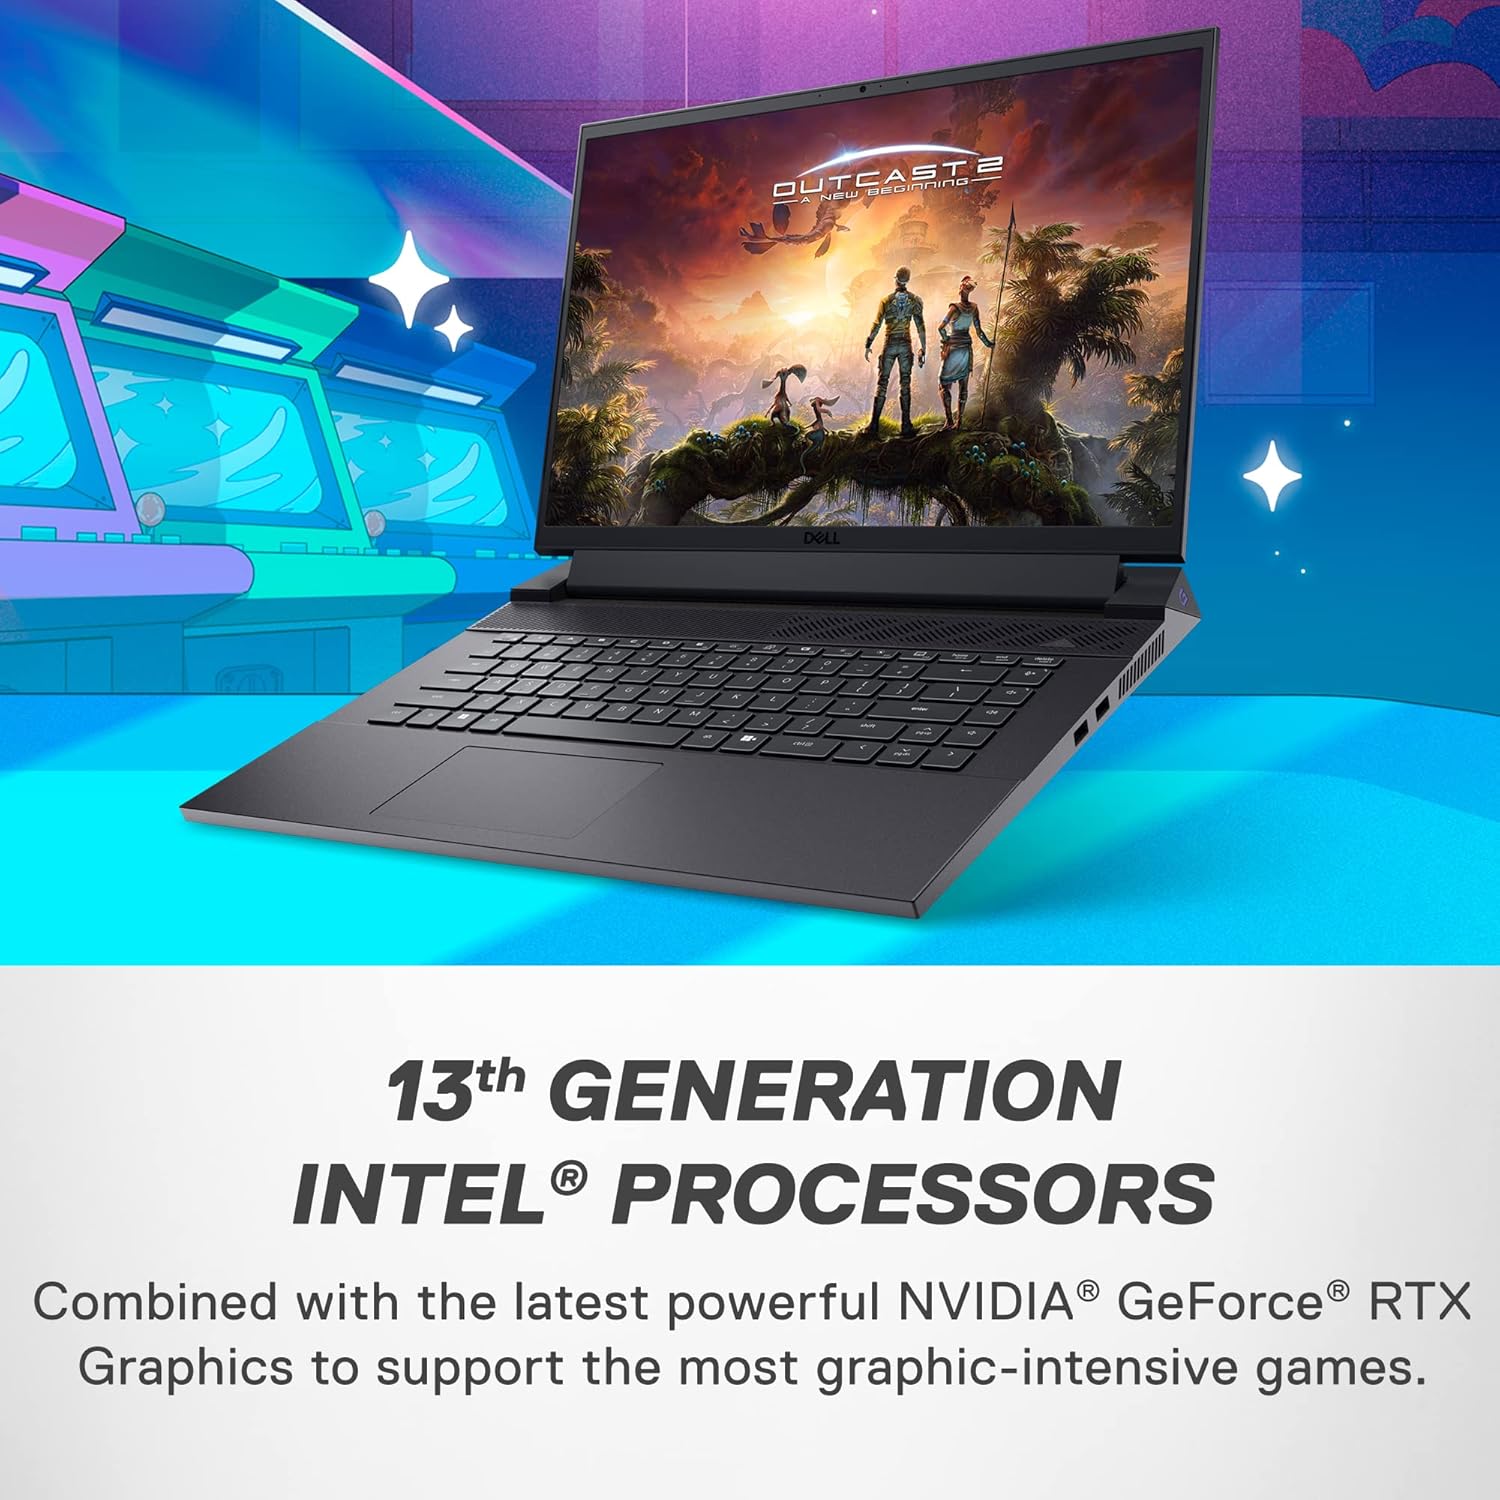 OUTCAST 2
A NEW BEGINNING
DELL
13th GENERATION
INTEL® PROCESSORS
Combined with the latest powerful NVIDIA® GeForce® RTX
Graphics to support the most graphic-intensive games.